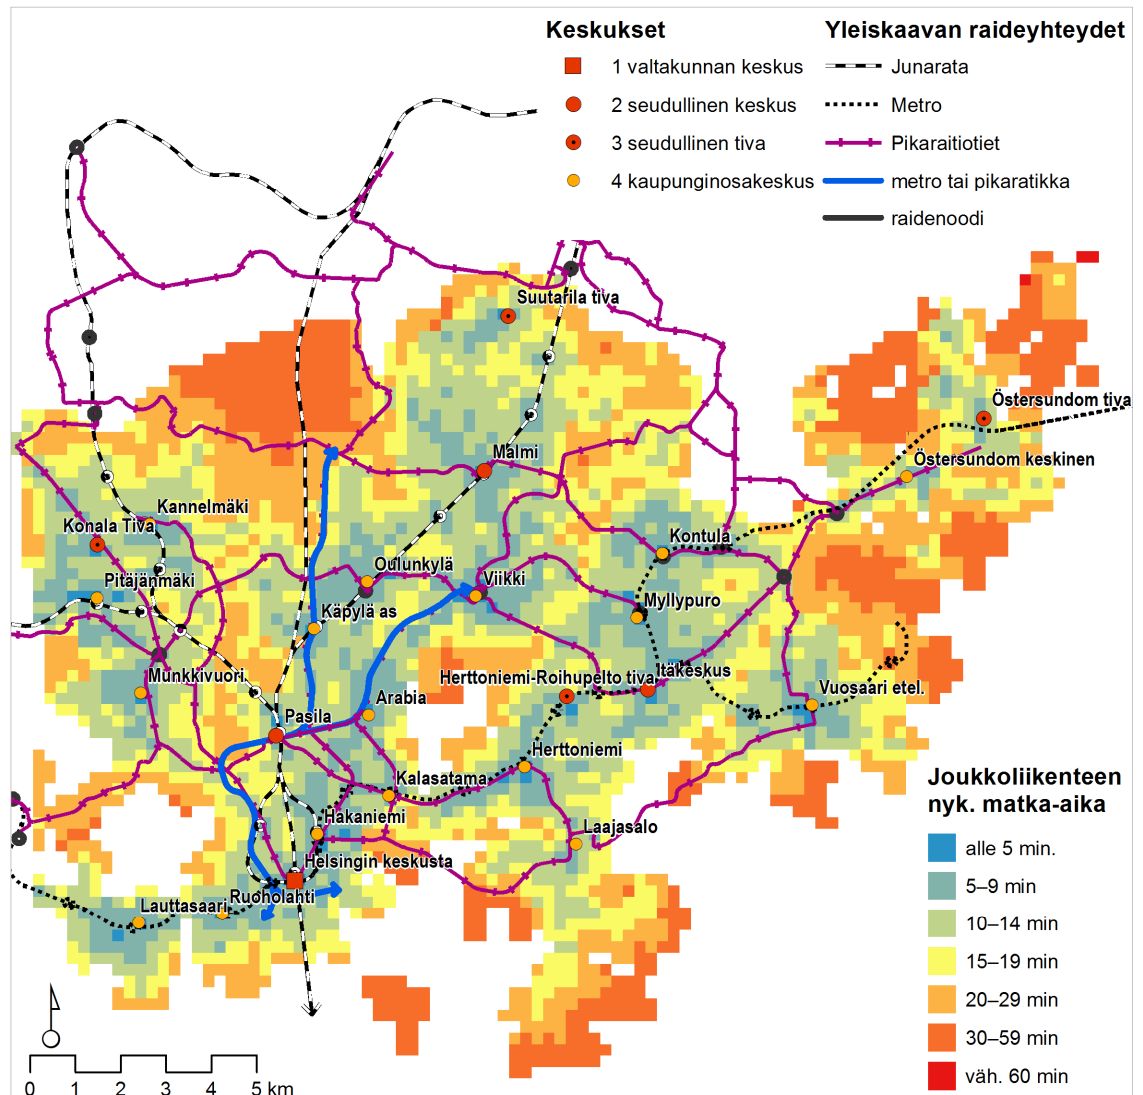 Keskukset
1 valtakunnan keskus
2 seudullinen keskus
3 seudullinen tiva
4 kaupunginosakeskus
Yleiskaavan raideyhteydet
Junarata
Metro
Pikaraitiotiet
metro tai pikaratikka
raidenoodi
Suutarila tiva
Östersundom tiva
Malmi
Östersundom keskinen
Kannelmäki
Konala Tiva
Kontula
Oulunkylä
Pitäjänmäki
Viikki
Myllypuro
Käpylä as
Munkkivuori
Herttoniemi-Roihupelto tiva
Itäkeskus
Vuosaari etel.
Arabia
Pasila
Herttoniemi
Kalasatama
Hakaniemi
Laajasalo
Helsingin keskusta
Ruoholahti
Lauttasaari
Joukkoliikenteen
nyk. matka-aika
alle 5 min.
5–9 min
10–14 min
15–19 min
20–29 min
30–59 min
väh. 60 min
0 1 2 3 4 5 km